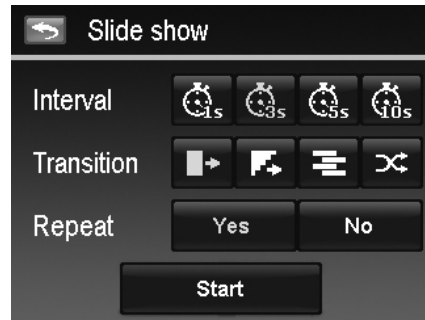 Slide show
Interval 1s 3s 5s 10s
Transition
Repeat Yes No
Start